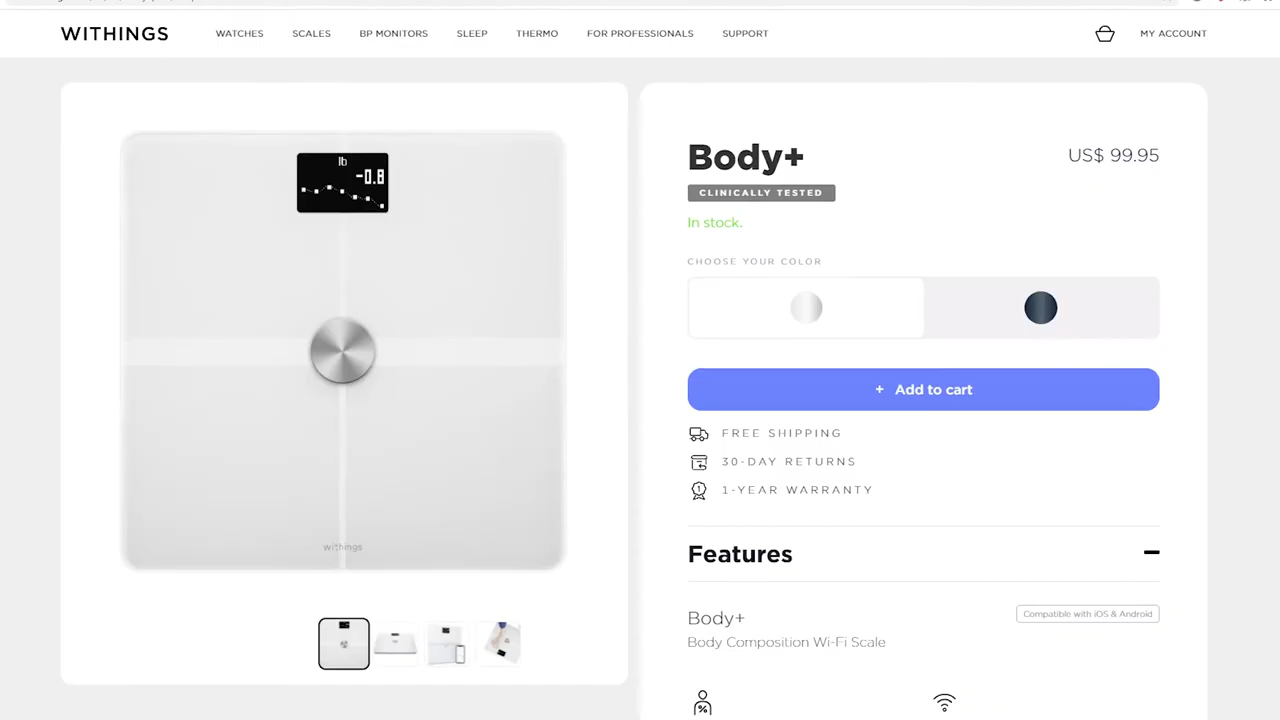 WITHINGS
WATCHES SCALES BP MONITORS SLEEP THERMO FOR PROFESSIONALS SUPPORT
MY ACCOUNT
lb
-0.8
withings
Body+
US$ 99.95
CLINICALLY TESTED
In stock.
CHOOSE YOUR COLOR
+ Add to cart
FREE SHIPPING
30-DAY RETURNS
1
1-YEAR WARRANTY
Features
Body+
Compatible with iOS & Android
Body Composition Wi-Fi Scale
%